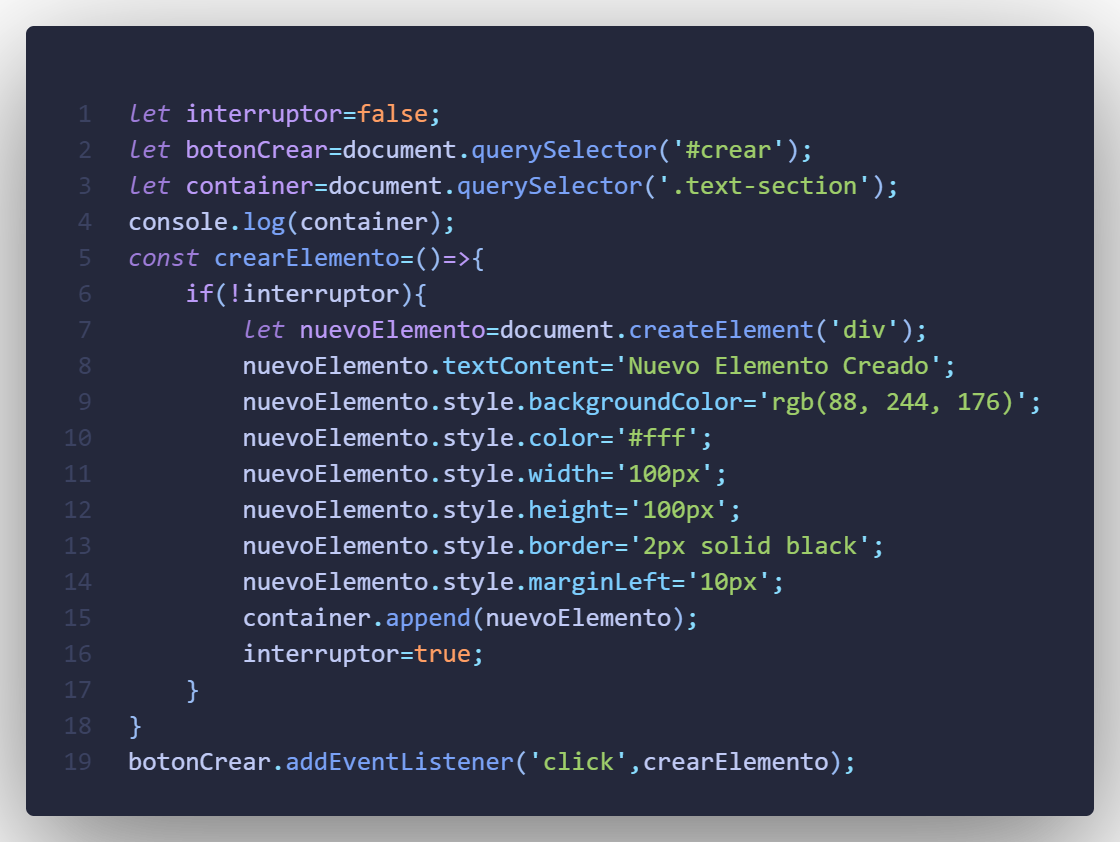 1 let interruptor=false;
2 let botonCrear=document.querySelector('#crear');
3 let container=document.querySelector('.text-section');
4 console.log(container);
5 const crearElemento=()=>{
6     if(!interruptor){
7         let nuevoElemento=document.createElement('div');
8         nuevoElemento.textContent='Nuevo Elemento Creado';
9         nuevoElemento.style.backgroundColor='rgb(88, 244, 176)';
10         nuevoElemento.style.color='#fff';
11         nuevoElemento.style.width='100px';
12         nuevoElemento.style.height='100px';
13         nuevoElemento.style.border='2px solid black';
14         nuevoElemento.style.marginLeft='10px';
15         container.append(nuevoElemento);
16         interruptor=true;
17     }
18 }
19 botonCrear.addEventListener('click',crearElemento);